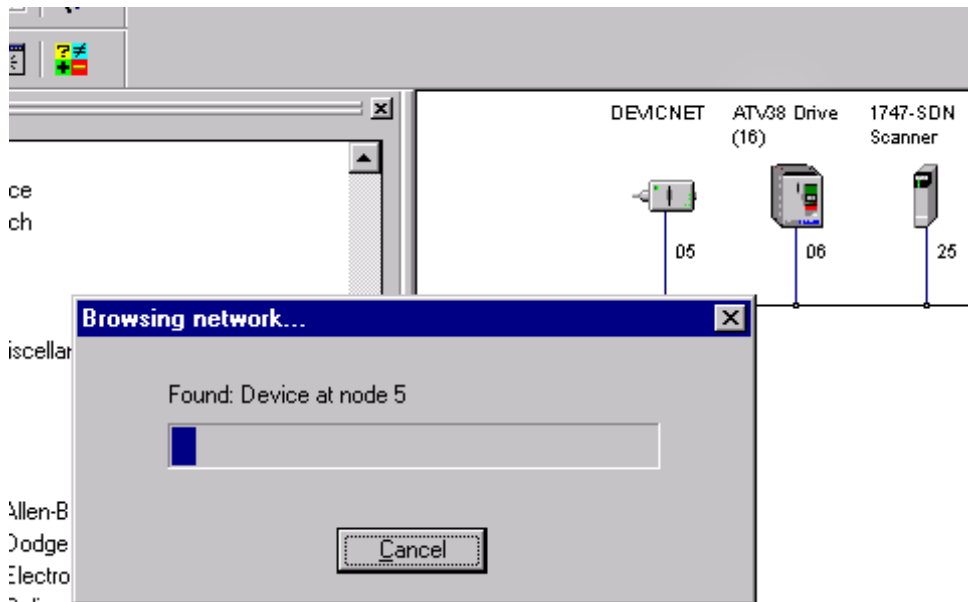 DEVICNET
ATV38 Drive
(16)
1747-SDN
Scanner
ce
ch
05
06
25
Browsing network...
iscellar
Found: Device at node 5
Allen-B
Dodge
Electro
Cancel